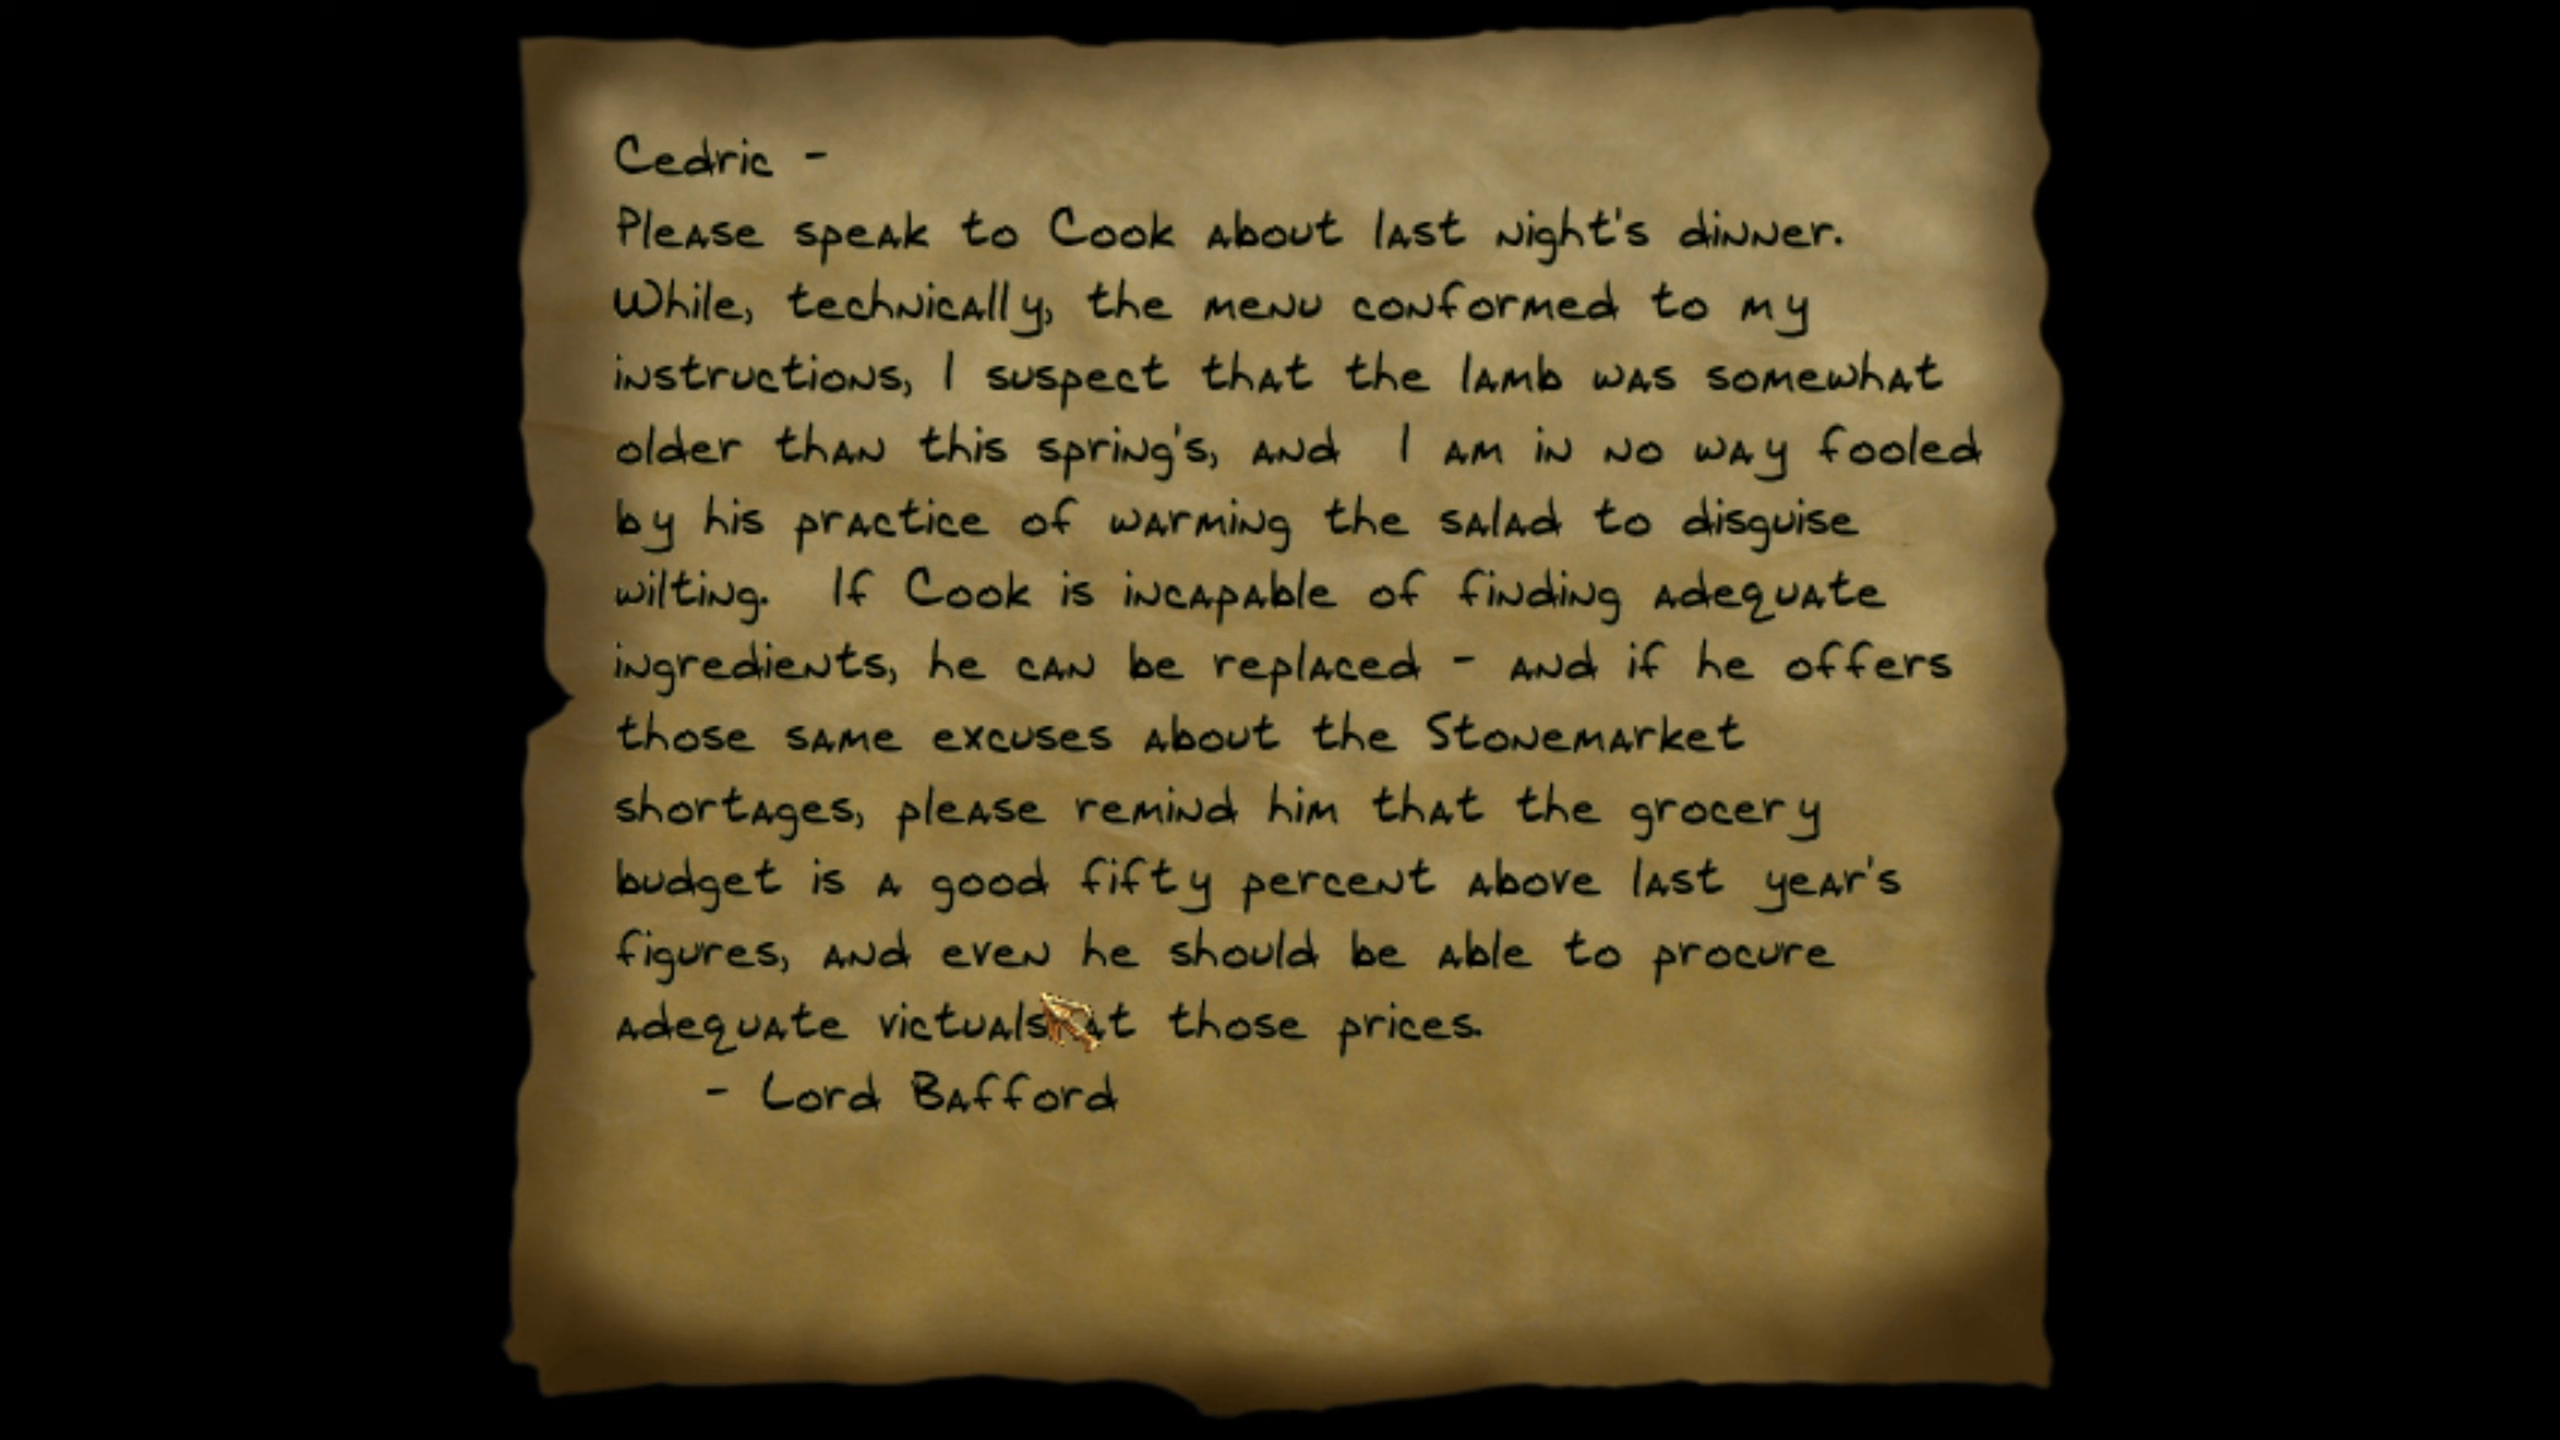 Cedric -
Please speak to Cook about last night's dinner.
While, technically, the menu conformed to my
instructions, I suspect that the lamb was somewhat
older than this spring's, and I am in no way fooled
by his practice of warming the salad to disguise
wilting. If Cook is incapable of finding adequate
ingredients, he can be replaced - and if he offers
those same excuses about the Stonemarket
shortages, please remind him that the grocery
budget is a good fifty percent above last year's
figures, and even he should be able to procure
adequate victuals at those prices.
- Lord Bafford